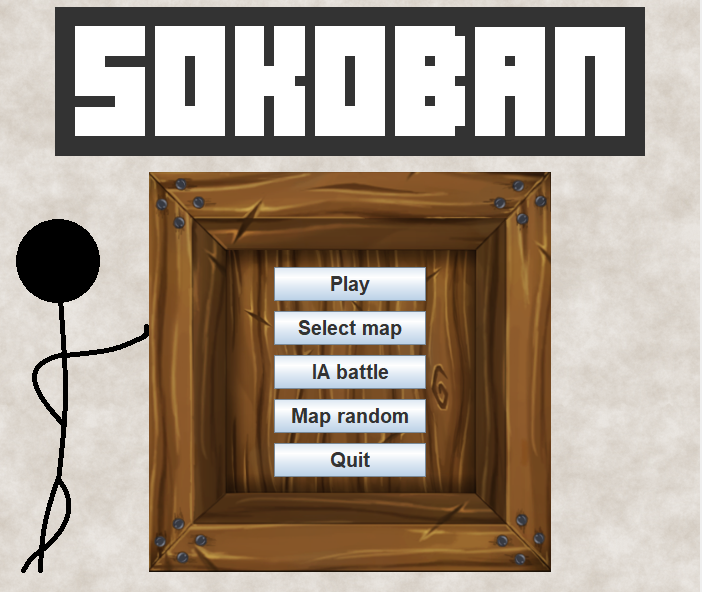 SOKOBAN
Play
Select map
IA battle
Map random
Quit